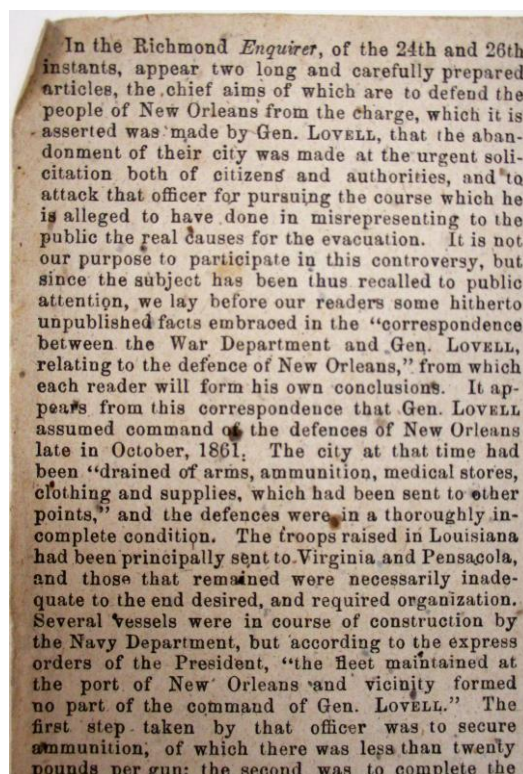 In the Richmond Enquirer, of the 24th and 26th
instants, appear two long and carefully prepared
articles, the chief aims of which are to defend the
people of New Orleans from the charge, which it is
asserted was made by Gen. LOVELL, that the aban-
donment of their city was made at the urgent soli-
citation both of citizens and authorities, and to
attack that officer for pursuing the course which he
is alleged to have done in misrepresenting to the
public the real causes for the evacuation. It is not
our purpose to participate in this controversy, but
since the subject has been thus recalled to public
attention, we lay before our readers some hitherto
unpublished facts embraced in the “correspondence
between the War Department and Gen. LOVELL,
relating to the defence of New Orleans,” from which
each reader will form his own conclusions. It ap-
pears from this correspondence that Gen. LOVELL
assumed command of the defences of New Orleans
late in October, 1861. The city at that time had
been “drained of arms, ammunition, medical stores,
clothing and supplies, which had been sent to other
points,” and the defences were in a thoroughly in-
complete condition. The troops raised in Louisiana
had been principally sent to Virginia and Pensacola,
and those that remained were necessarily inade-
quate to the end desired, and required organization.
Several vessels were in course of construction by
the Navy Department, but according to the express
orders of the President, “the fleet maintained at
the port of New Orleans and vicinity formed
no part of the command of Gen. LOVELL.” The
first step taken by that officer was to secure
ammunition, of which there was less than twenty
pounds per gun; the second was to complete the